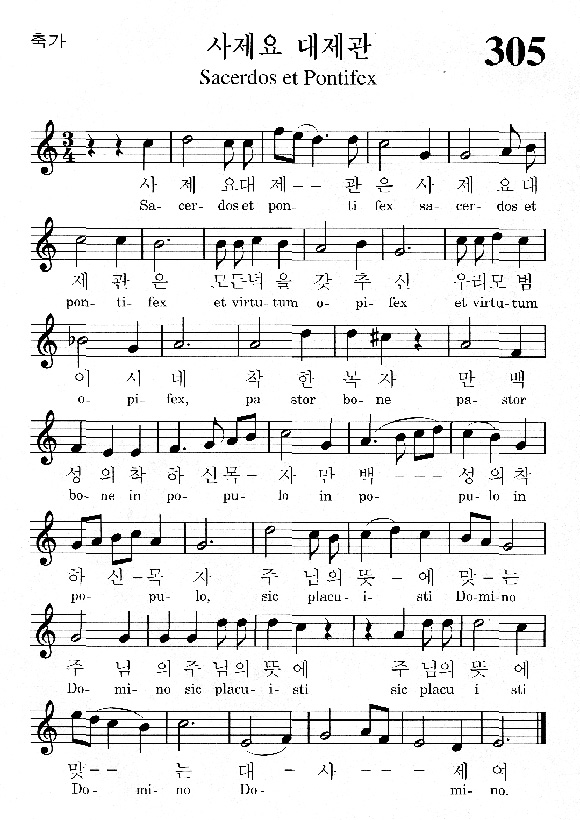 축가
사제요 대제관
305
Sacerdos et Pontifex
사 제 요대 제 - - 관 은 사 제 요 대
Sa- cer- dos et pon- ti fex sa- cer- dos et
제 관 은 모든덕 을 갖 추 신 우리모 범
pon- ti- fex et virtu- tum o- pi- fex et virtu- tum
이 시 네 착 한 목 자 만 백
o- pi- fex, pa stor bo- ne pa- stor
성 의 착 하 신목 - 자 만 백 - - - 성 의 착
bo- ne in po- pu- lo in po- pu- lo in
하 신 - 목 자 주 님의 뜻 - 에 맞 - 는
po- pu- lo, sic placu- i- sti Do-mi-no
주 님 의 주 님의 뜻 에 주 님의 뜻 에
Do- mi- no sic placu- i- sti sic placu i sti
맞 - - 는 대 - 사 - - 제 여
Do- mi- no Do- mi- no.